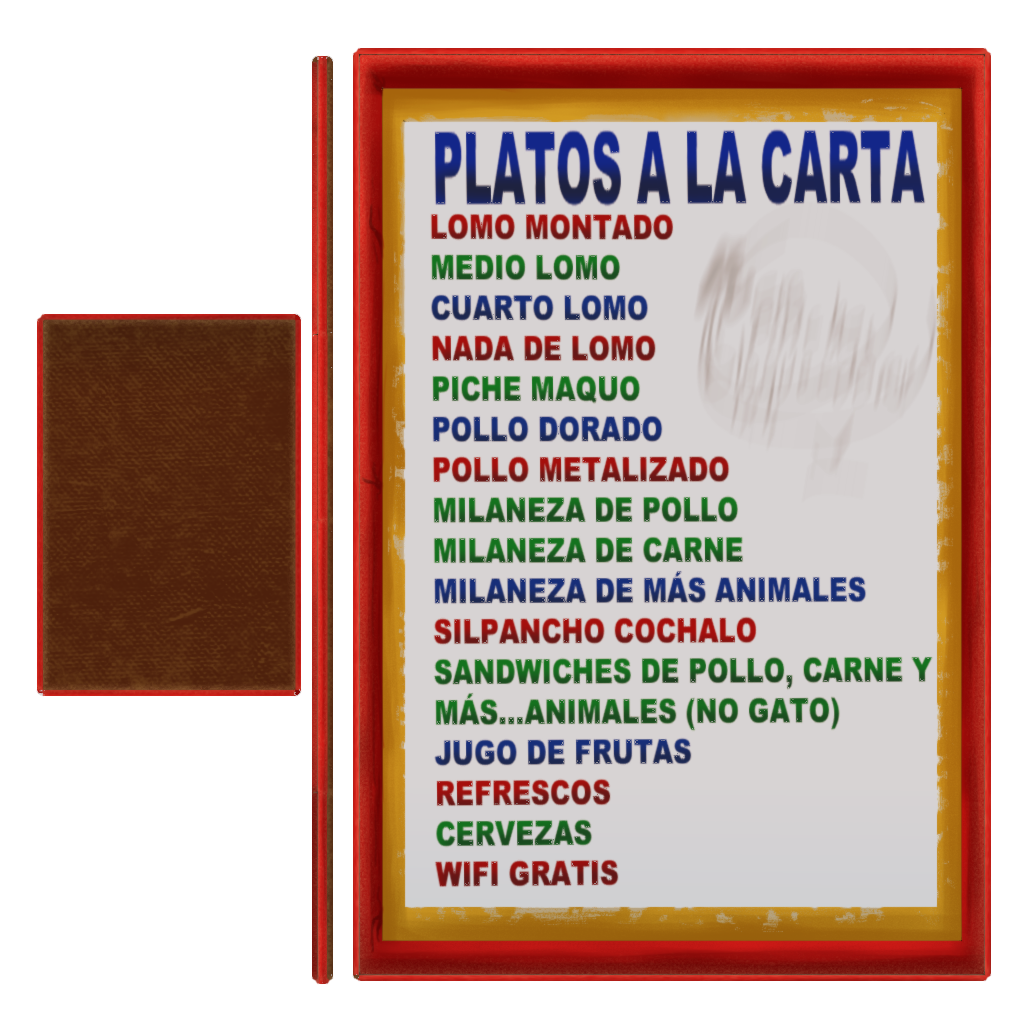 PLATOS A LA CARTA
LOMO MONTADO
MEDIO LOMO
CUARTO LOMO
NADA DE LOMO
PICHE MAQUO
POLLO DORADO
POLLO METALIZADO
MILANEZA DE POLLO
MILANEZA DE CARNE
MILANEZA DE MÁS ANIMALES
SILPANCHO COCHALO
SANDWICHES DE POLLO, CARNE Y
MÁS...ANIMALES (NO GATO)
JUGO DE FRUTAS
REFRESCOS
CERVEZAS
WIFI GRATIS